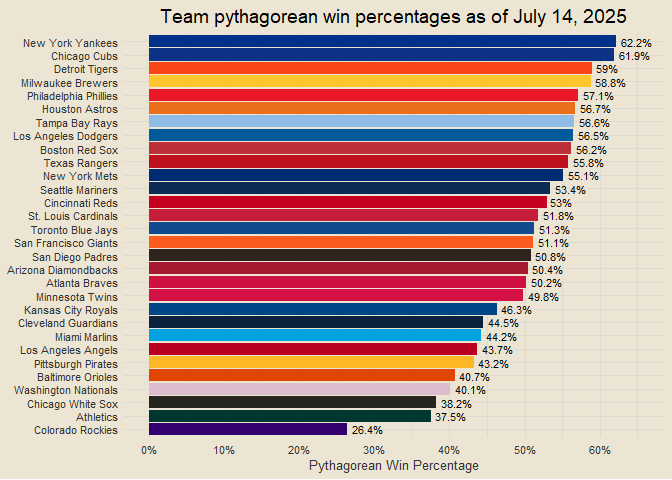 Team pythagorean win percentages as of July 14, 2025
New York Yankees 62.2%
Chicago Cubs 61.9%
Detroit Tigers 59%
Milwaukee Brewers 58.8%
Philadelphia Phillies 57.1%
Houston Astros 56.7%
Tampa Bay Rays 56.6%
Los Angeles Dodgers 56.5%
Boston Red Sox 56.2%
Texas Rangers 55.8%
New York Mets 55.1%
Seattle Mariners 53.4%
Cincinnati Reds 53%
St. Louis Cardinals 51.8%
Toronto Blue Jays 51.3%
San Francisco Giants 51.1%
San Diego Padres 50.8%
Arizona Diamondbacks 50.4%
Atlanta Braves 50.2%
Minnesota Twins 49.8%
Kansas City Royals 46.3%
Cleveland Guardians 44.5%
Miami Marlins 44.2%
Los Angeles Angels 43.7%
Pittsburgh Pirates 43.2%
Baltimore Orioles 40.7%
Washington Nationals 40.1%
Chicago White Sox 38.2%
Athletics 37.5%
Colorado Rockies 26.4%
0% 10% 20% 30% 40% 50% 60%
Pythagorean Win Percentage